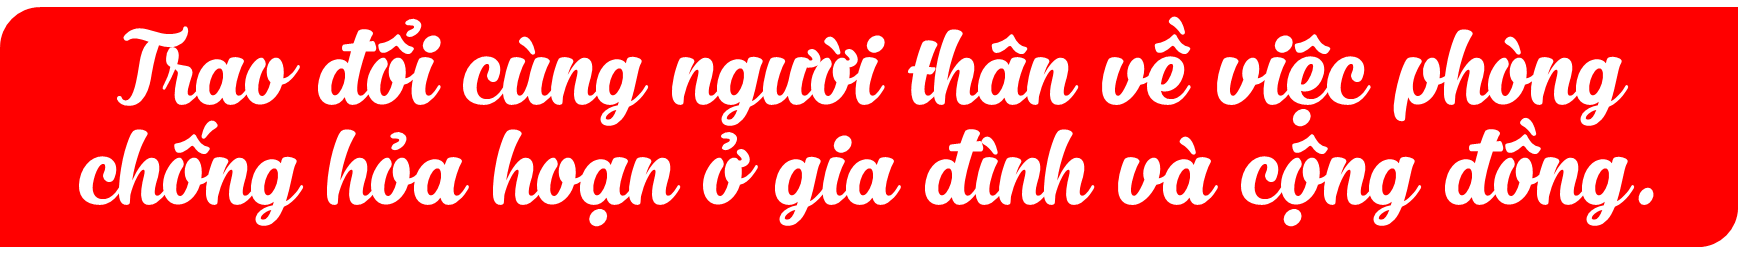 Trao đổi cùng người thân về việc phòng
chống hỏa hoạn ở gia đình và cộng đồng.